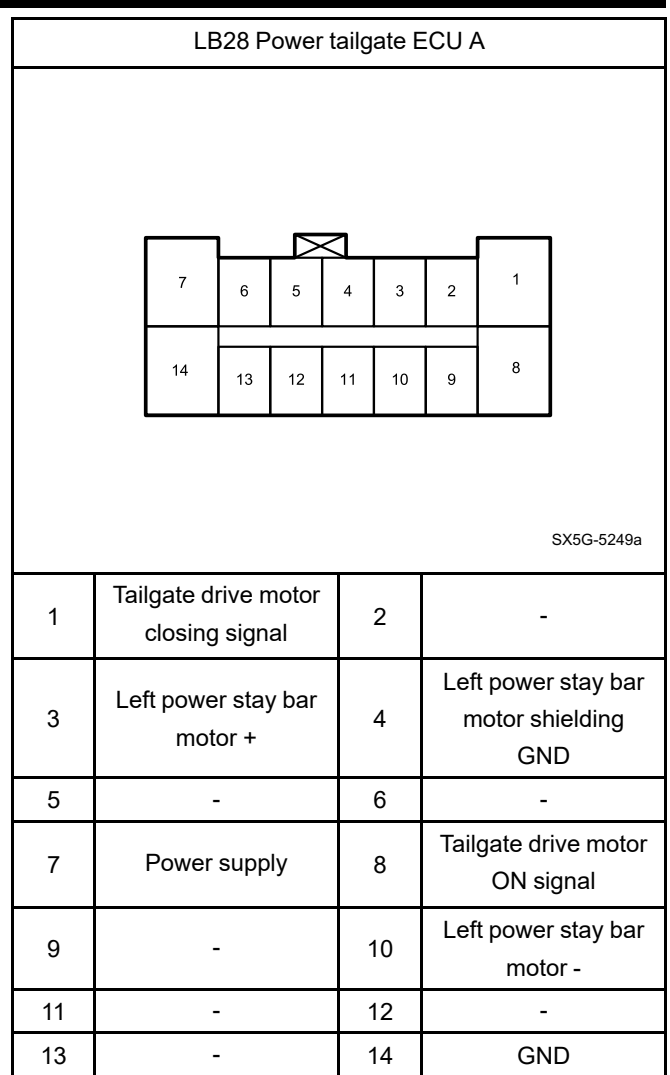 LB28 Power tailgate ECU A
7 6 5 4 3 2 1
14 13 12 11 10 9 8
SX5G-5249a
1 Tailgate drive motor closing signal 2 -
3 Left power stay bar motor + 4 Left power stay bar motor shielding GND
5 - 6 -
7 Power supply 8 Tailgate drive motor ON signal
9 - 10 Left power stay bar motor -
11 - 12 -
13 - 14 GND